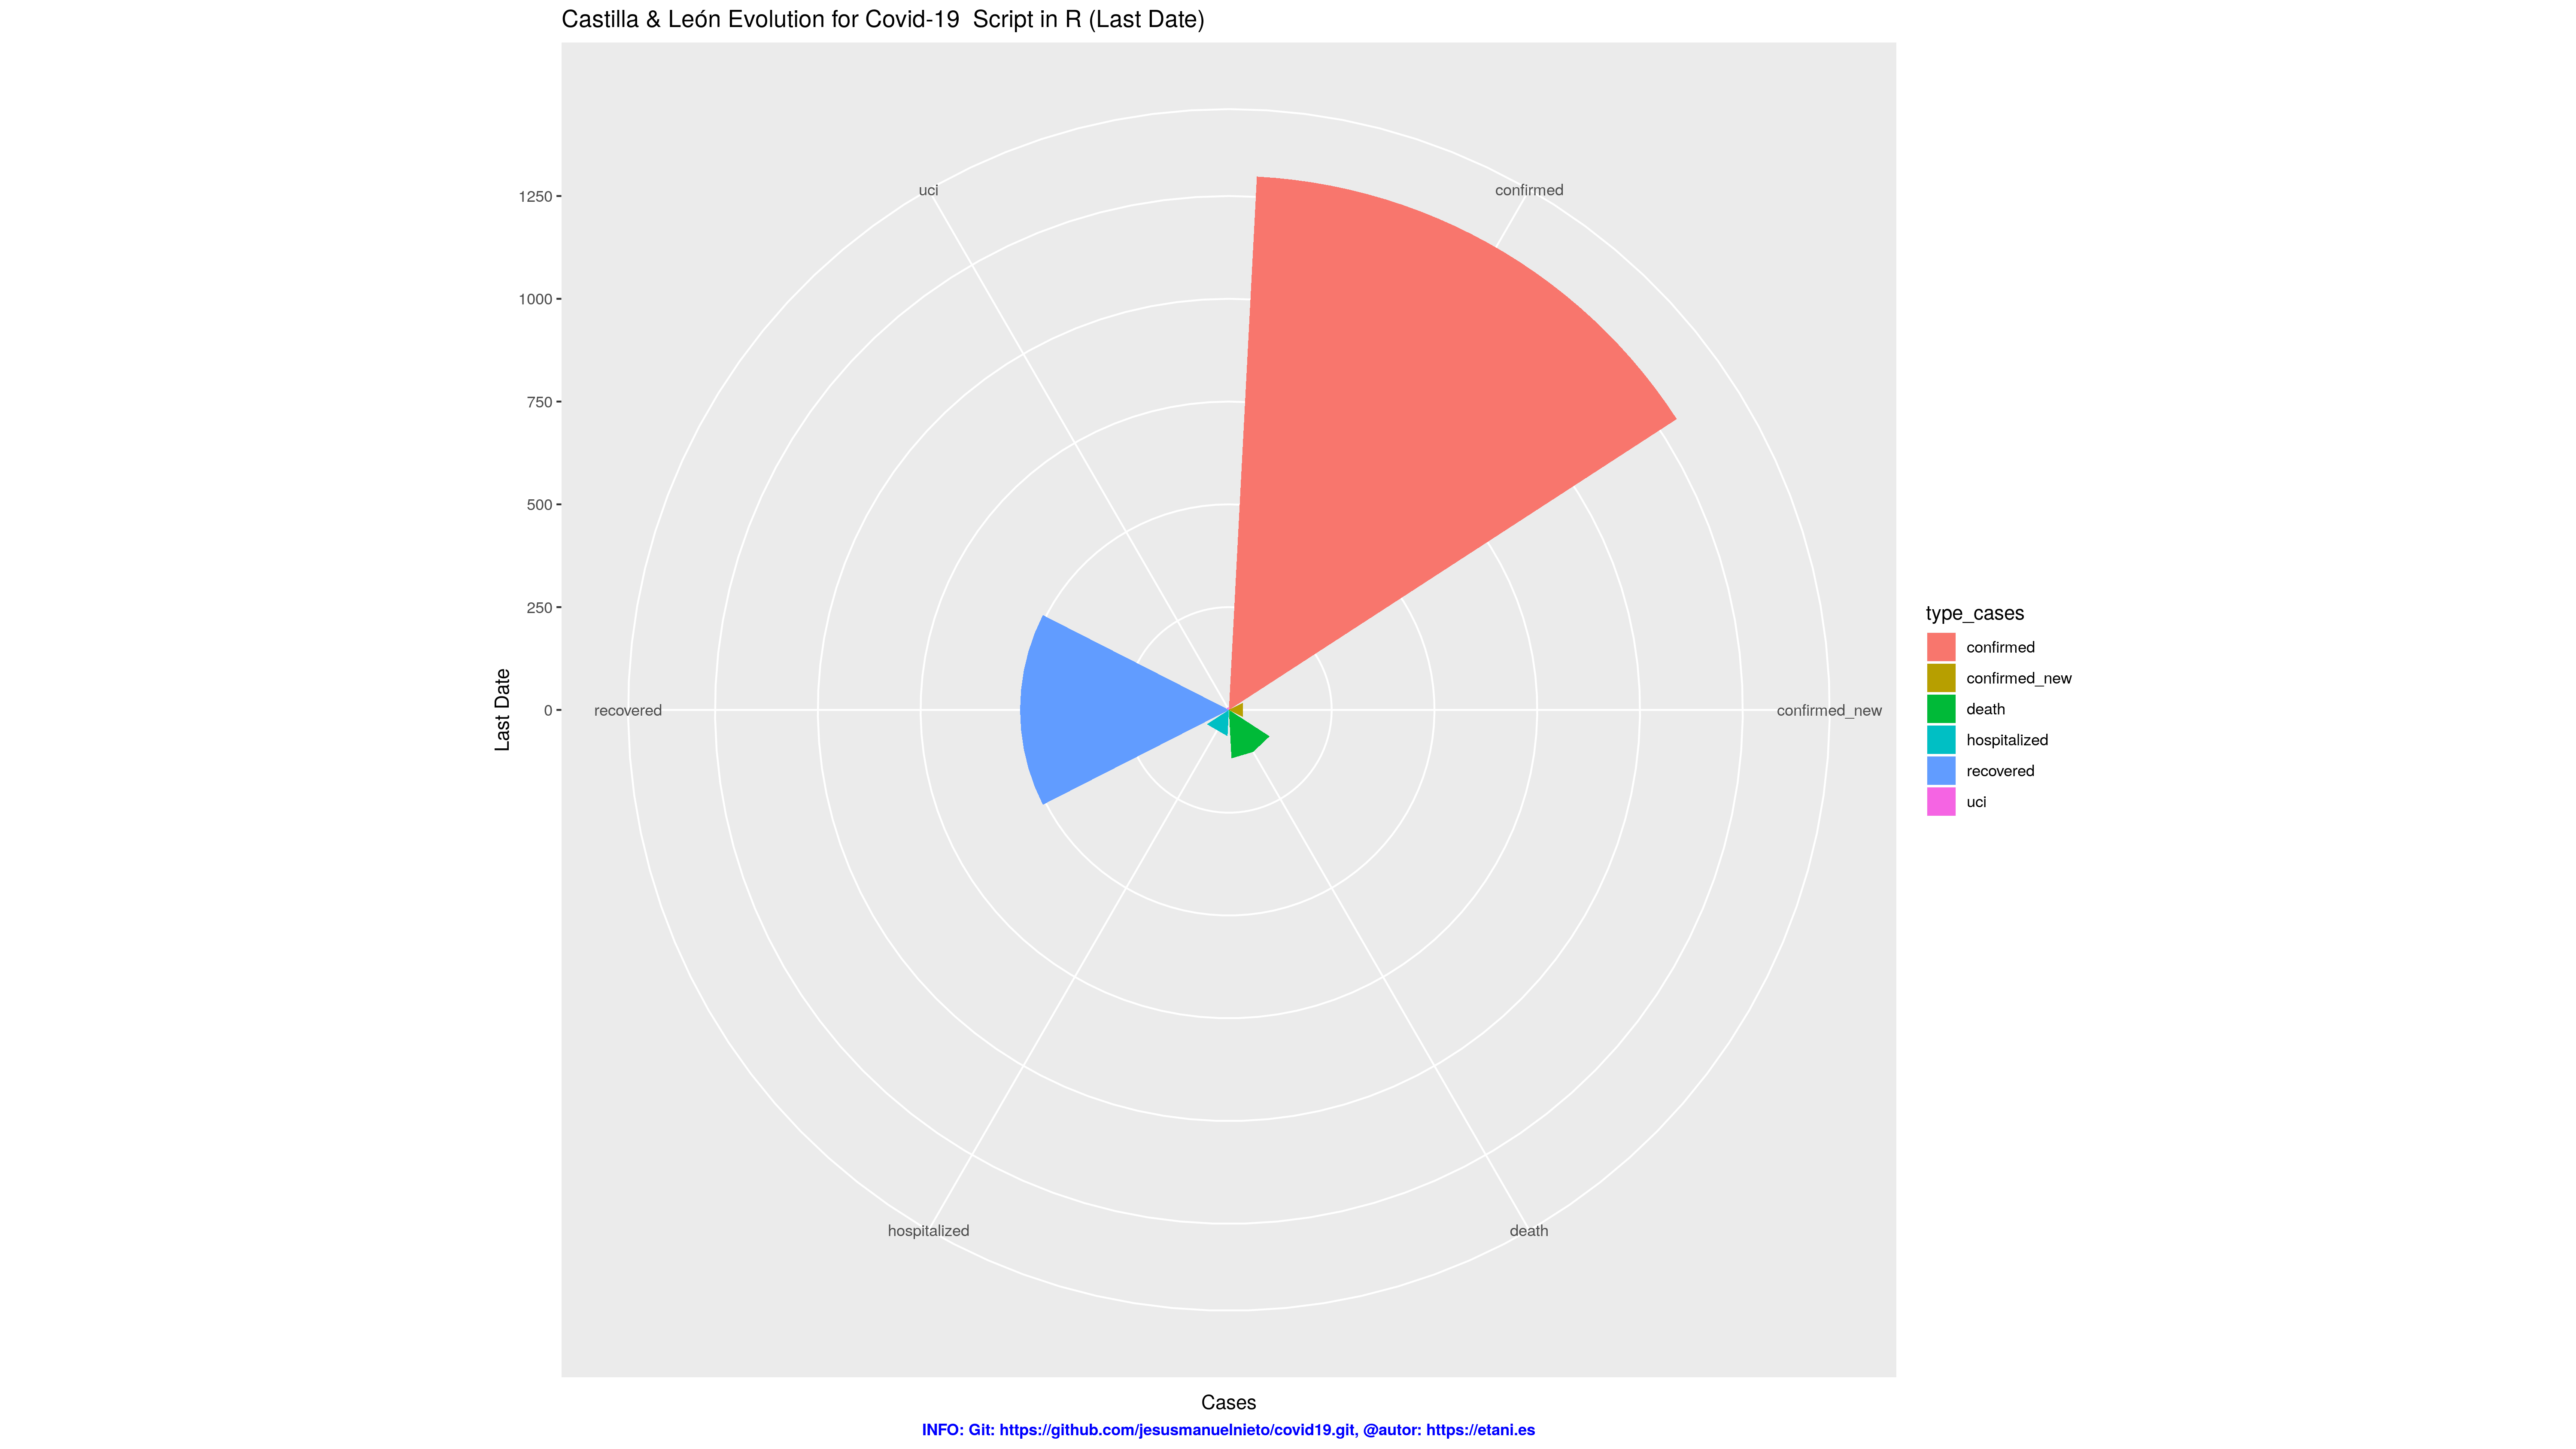 Castilla & León Evolution for Covid-19  Script in R (Last Date)
uci
confirmed
1250
1000
750
500
250
0
Last Date
recovered
confirmed_new
hospitalized
death
type_cases
confirmed
confirmed_new
death
hospitalized
recovered
uci
Cases
INFO: Git: https://github.com/jesusmanuelnieto/covid19.git, @autor: https://etani.es